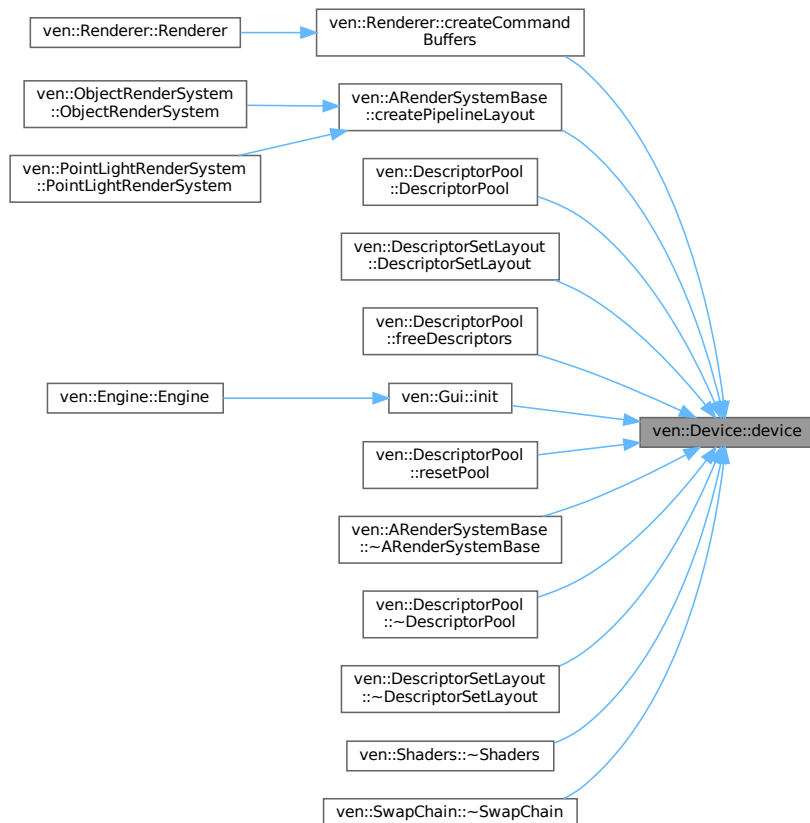 ven::Renderer::Renderer
ven::Renderer::createCommand
Buffers
ven::ObjectRenderSystem
::ObjectRenderSystem
ven::ARenderSystemBase
::createPipelineLayout
ven::PointLightRenderSystem
::PointLightRenderSystem
ven::DescriptorPool
::DescriptorPool
ven::DescriptorSetLayout
::DescriptorSetLayout
ven::DescriptorPool
::freeDescriptors
ven::Engine::Engine
ven::Gui::init
ven::Device::device
ven::DescriptorPool
::resetPool
ven::ARenderSystemBase
::~ARenderSystemBase
ven::DescriptorPool
::~DescriptorPool
ven::DescriptorSetLayout
::~DescriptorSetLayout
ven::Shaders::~Shaders
ven::SwapChain::~SwapChain